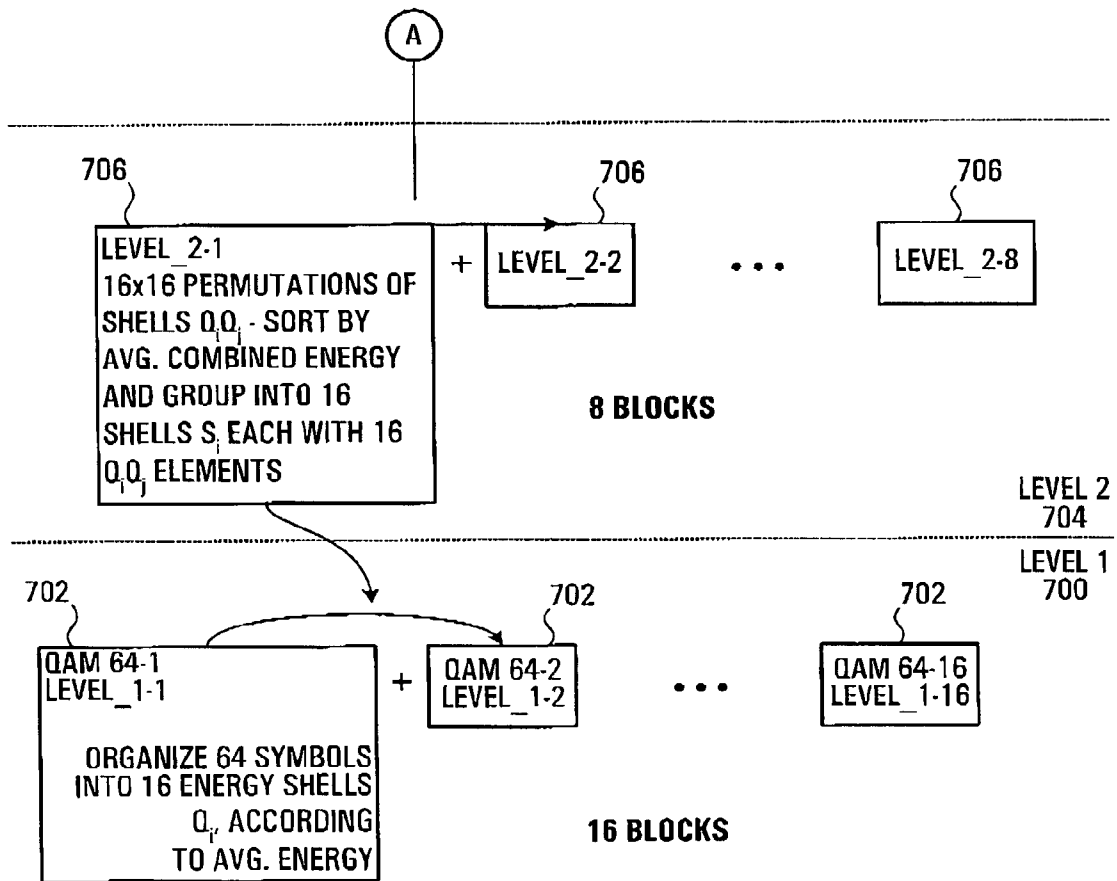 A
706
706
706
LEVEL_2-1
16x16 PERMUTATIONS OF
SHELLS QiQj - SORT BY
AVG. COMBINED ENERGY
AND GROUP INTO 16
SHELLS Si EACH WITH 16
QiQj ELEMENTS
+
LEVEL_2-2
• • •
LEVEL_2-8
8 BLOCKS
LEVEL 2
704
LEVEL 1
700
702
702
702
QAM 64-1
LEVEL_1-1
ORGANIZE 64 SYMBOLS
INTO 16 ENERGY SHELLS
Qi, ACCORDING
TO AVG. ENERGY
+
QAM 64-2
LEVEL_1-2
• • •
QAM 64-16
LEVEL_1-16
16 BLOCKS